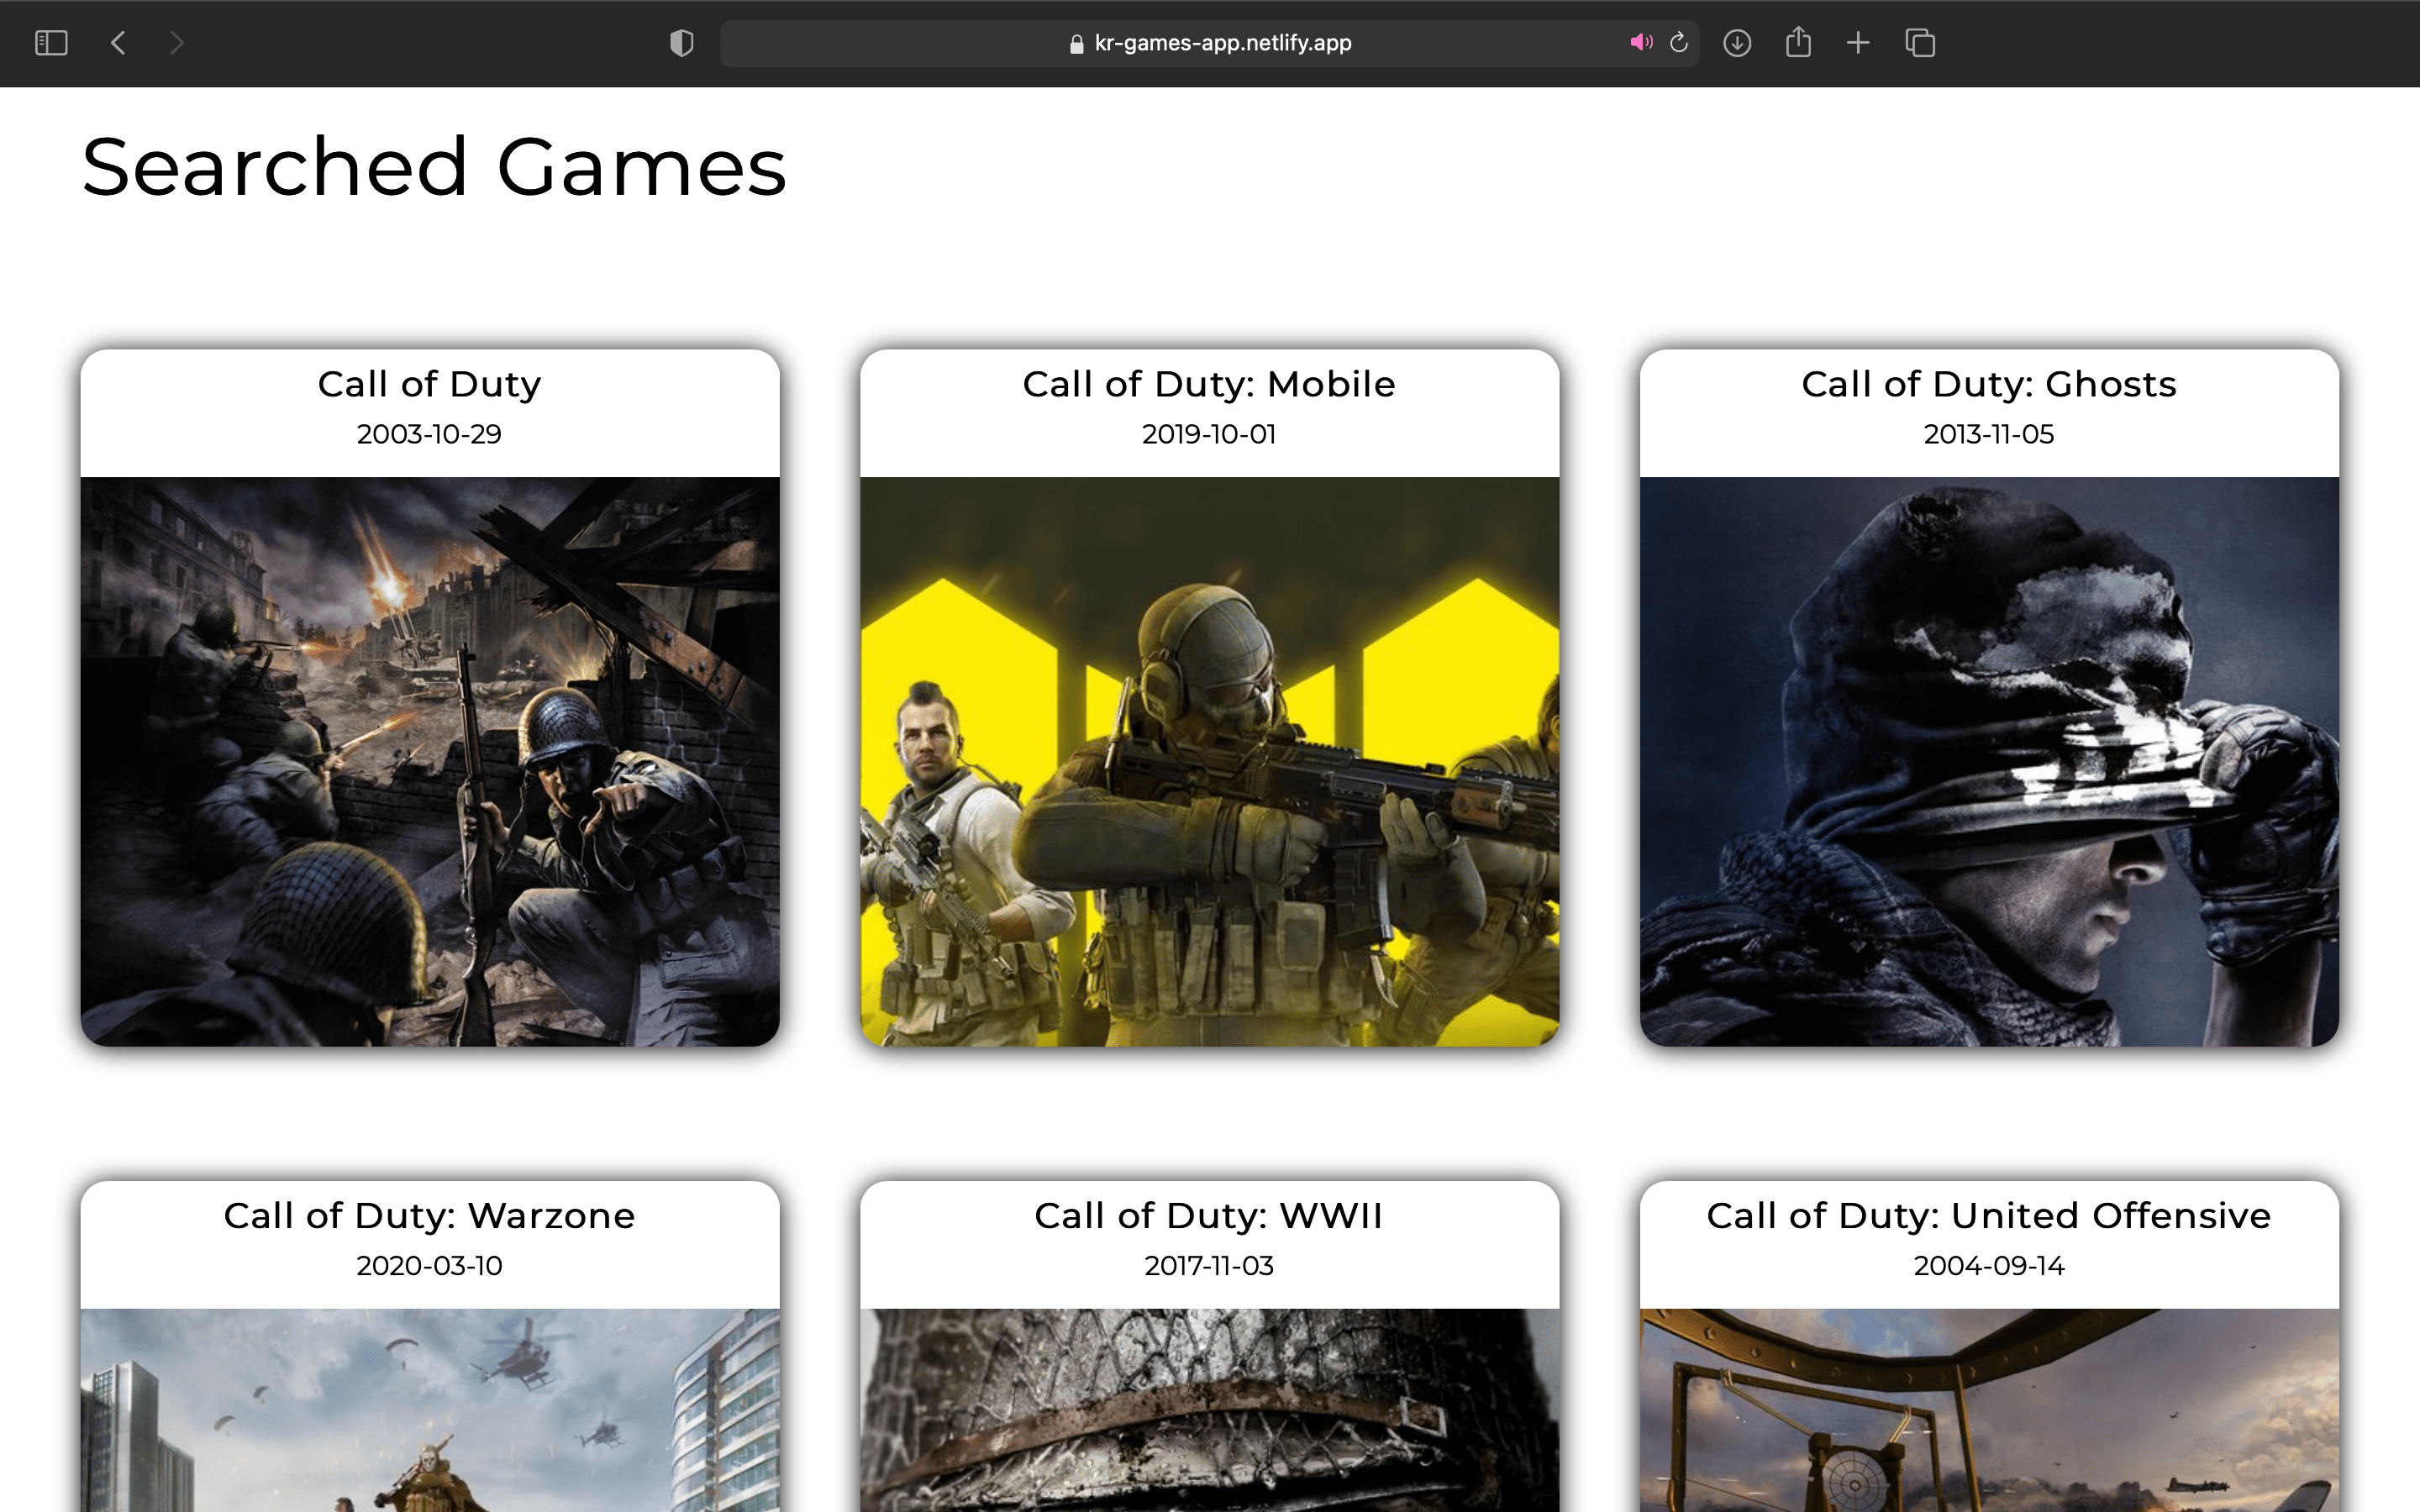 kr-games-app.netlify.app
Searched Games
Call of Duty
2003-10-29
Call of Duty: Mobile
2019-10-01
Call of Duty: Ghosts
2013-11-05
Call of Duty: Warzone
2020-03-10
Call of Duty: WWII
2017-11-03
Call of Duty: United Offensive
2004-09-14